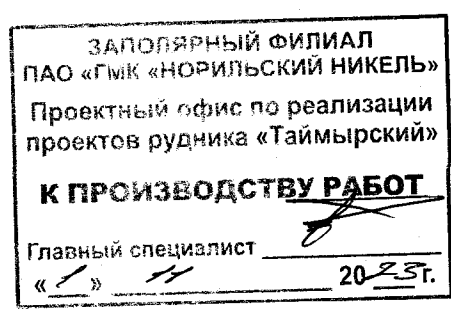 ЗАПОЛЯРНЫЙ ФИЛИАЛ
ПАО «ГМК «НОРИЛЬСКИЙ НИКЕЛЬ»
Проектный офис по реализации
проектов рудника «Таймырский»
К ПРОИЗВОДСТВУ РАБОТ
Главный специалист
«1» 11 2023г.